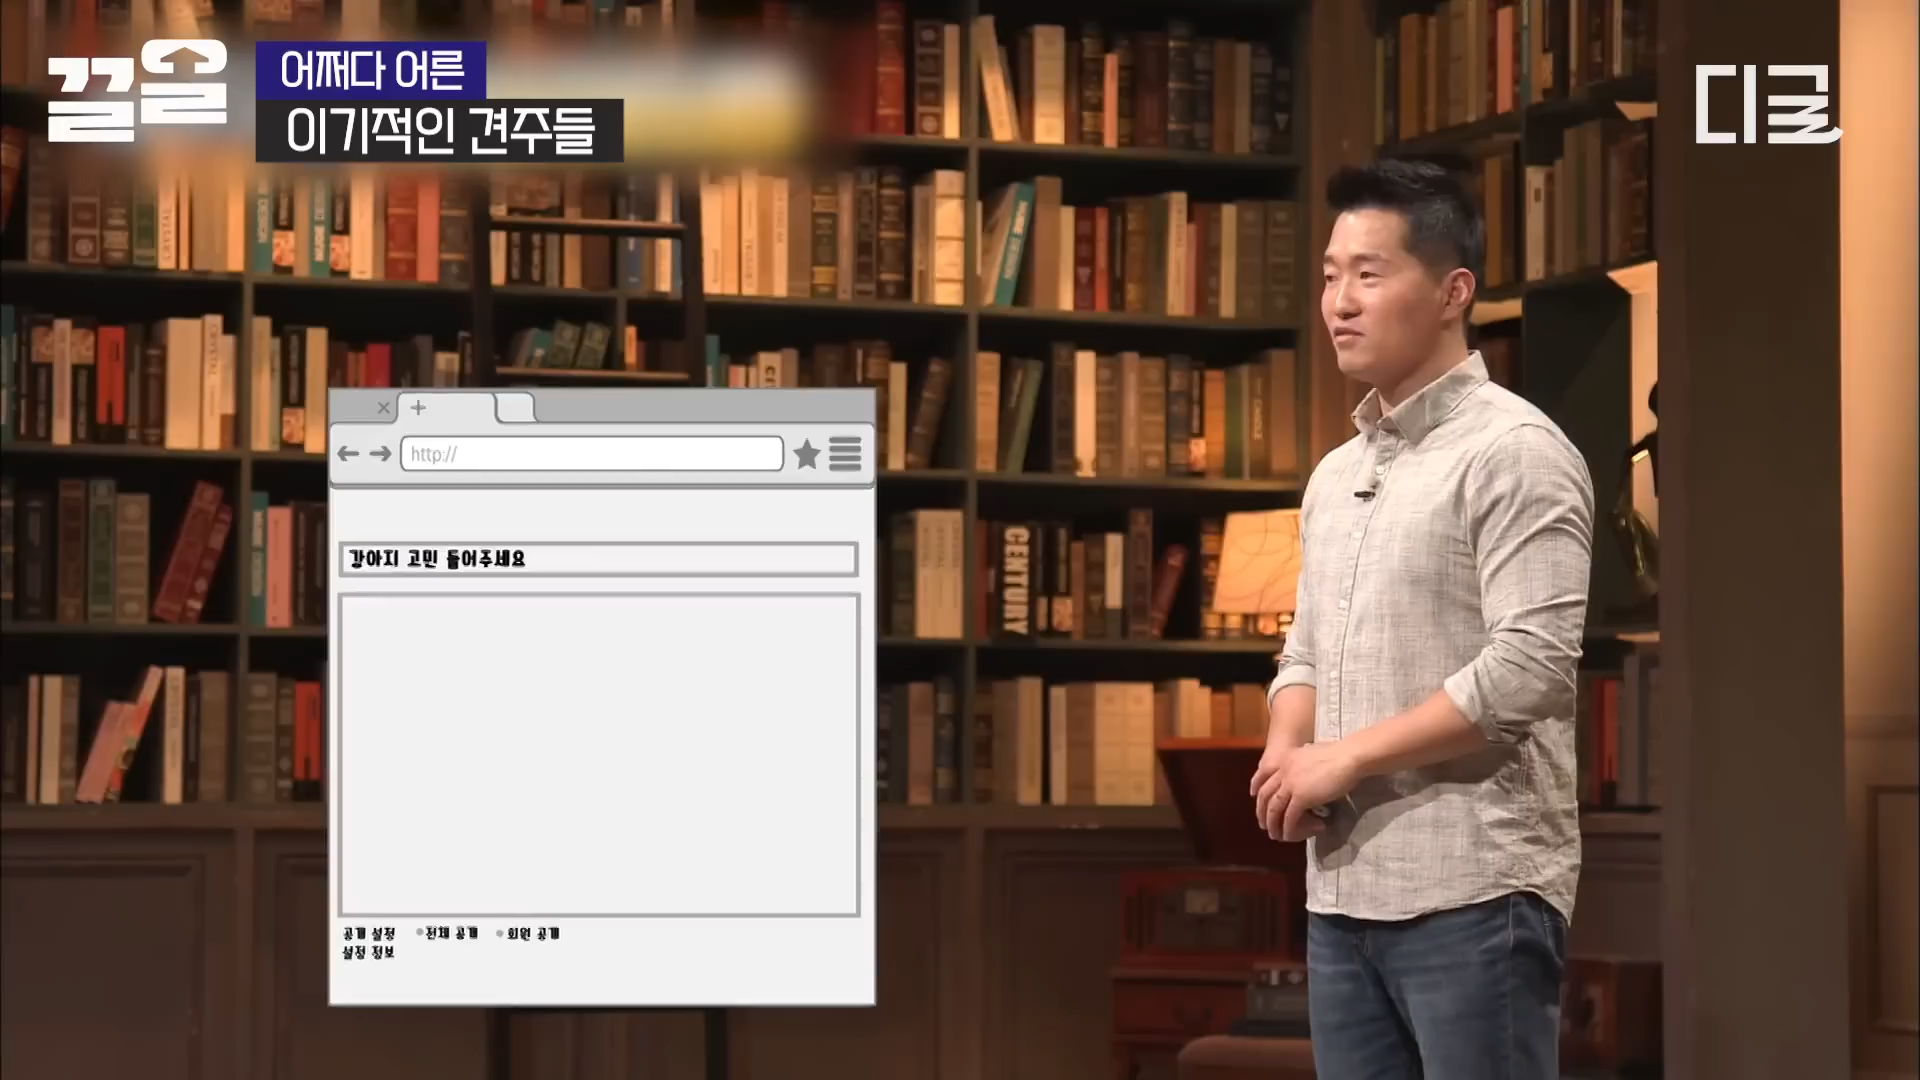 끌올
어쩌다 어른
이기적인 견주들
디글
http://
강아지 고민 들어주세요
공개 설정 전체 공개 회원 공개
설정 정보
CENTURY